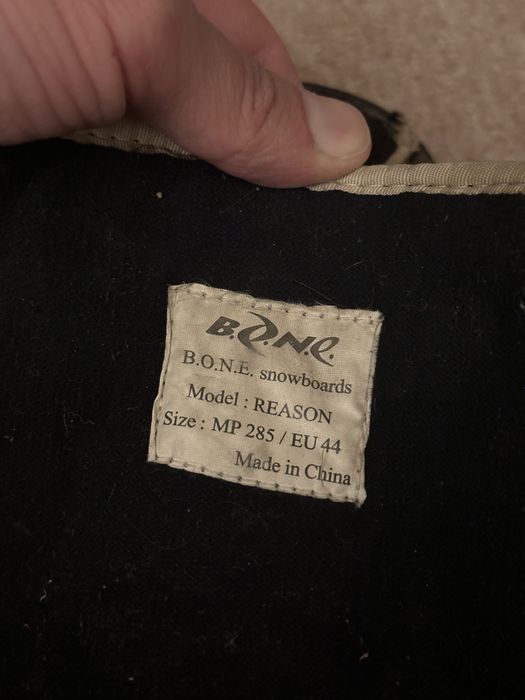 B.O.N.E.
B.O.N.E. snowboards
Model : REASON
Size : MP 285 / EU 44
Made in China